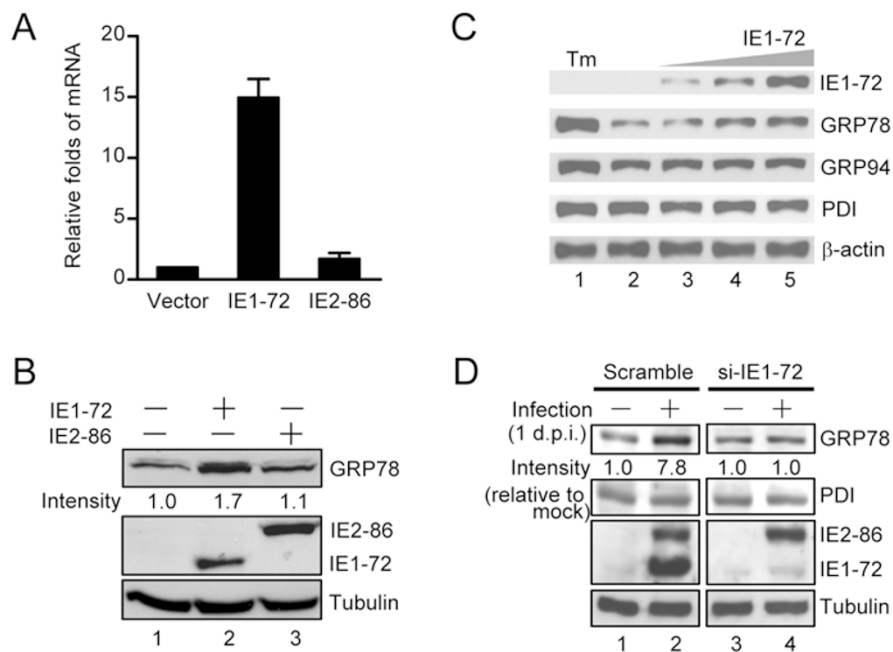 A
Relative folds of mRNA
20
15
10
5
0
Vector IE1-72 IE2-86
B
IE1-72 — + —
IE2-86 — — +
GRP78
Intensity 1.0 1.7 1.1
IE2-86
IE1-72
Tubulin
1 2 3
C
IE1-72
Tm
IE1-72
GRP78
GRP94
PDI
β-actin
1 2 3 4 5
D
Scramble si-IE1-72
Infection — + — +
(1 d.p.i.) GRP78
Intensity 1.0 7.8 1.0 1.0
(relative to PDI
mock)
IE2-86
IE1-72
Tubulin
1 2 3 4